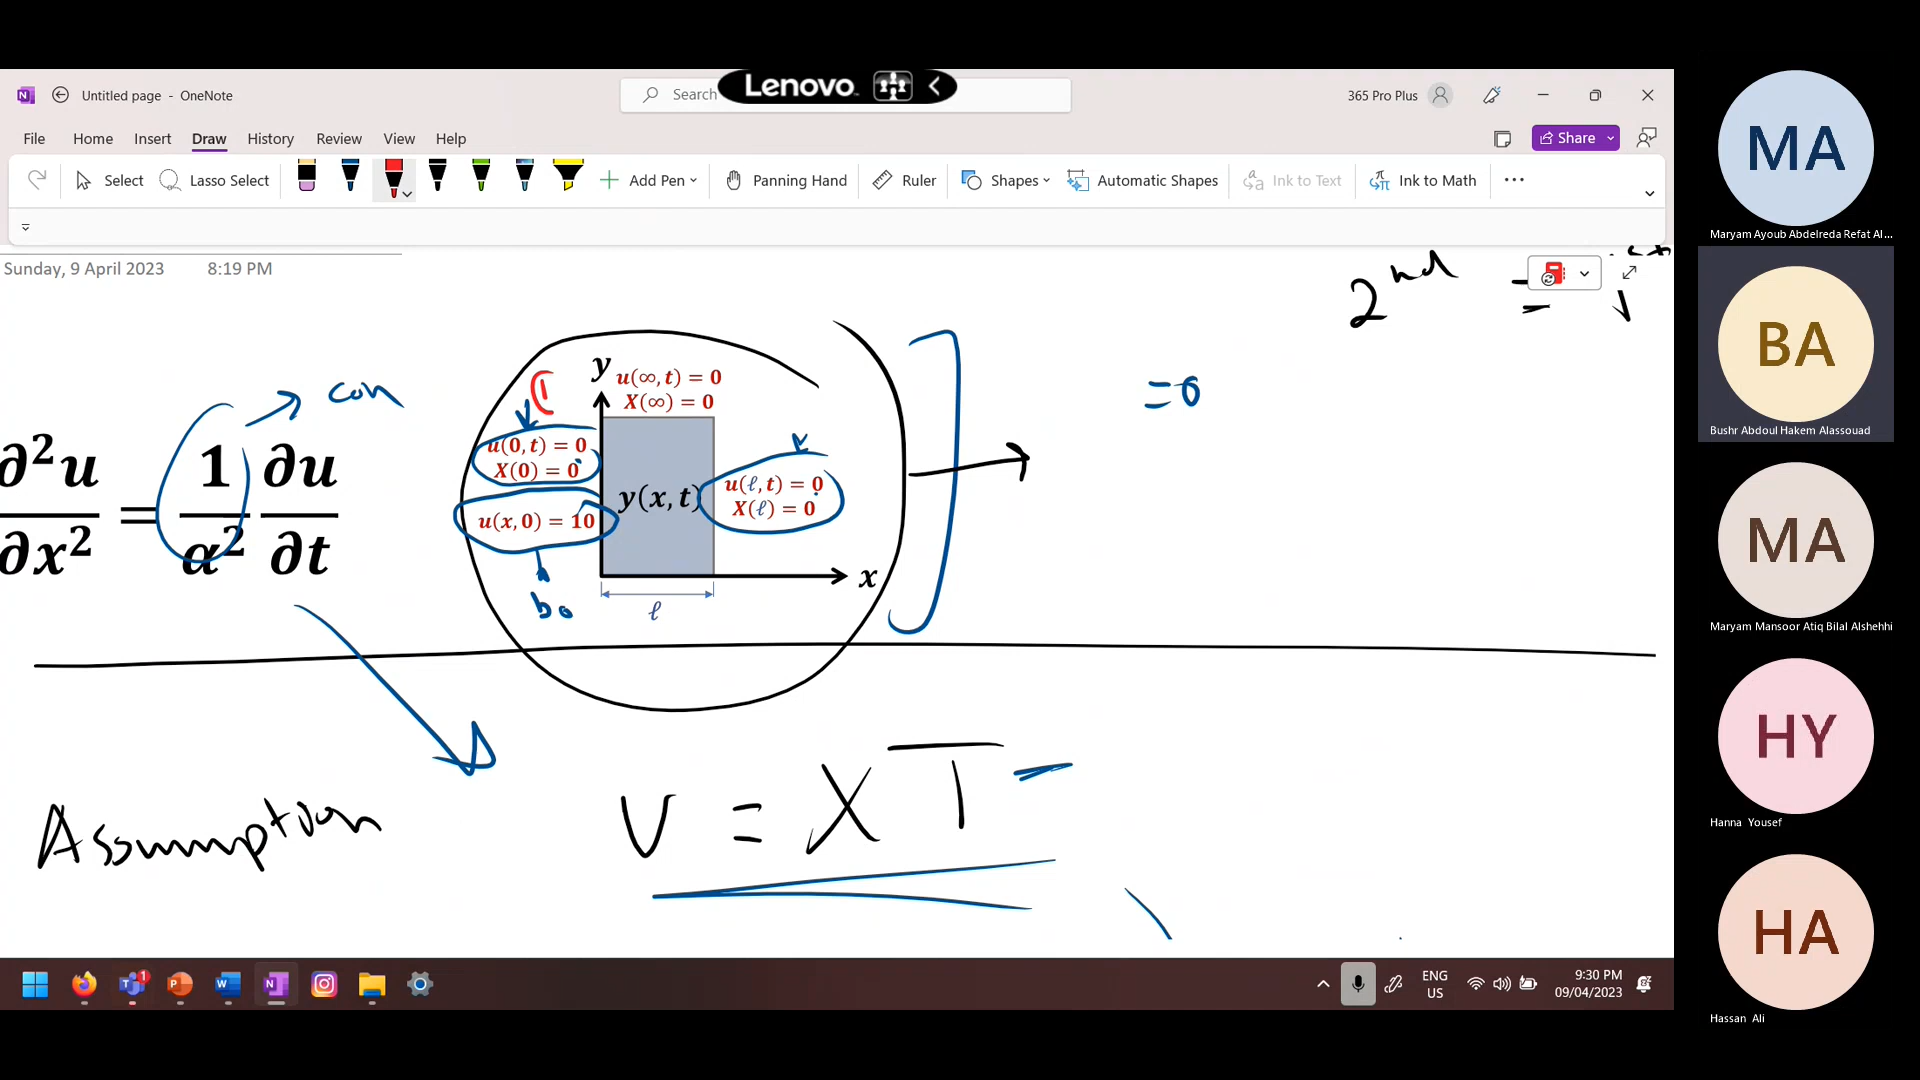 Lenovo
Untitled page - OneNote
Search
365 Pro Plus
File Home Insert Draw History Review View Help
Share
Select Lasso Select Add Pen Panning Hand Ruler Shapes Automatic Shapes Ink to Text Ink to Math
Sunday, 9 April 2023 8:19 PM
2nd =
con
= 0
∂²u/∂x² = 1/α² ∂u/∂t
y
u(∞, t) = 0
X(∞) = 0
(1
u(0, t) = 0
X(0) = 0
u(x, 0) = 10
y(x, t)
u(ℓ, t) = 0
X(ℓ) = 0
x
ℓ
bo
Assumption
U = X T
ENG
US
9:30 PM
09/04/2023
1
MA
Maryam Ayoub Abdelreda Refat Al...
BA
Bushr Abdoul Hakem Alassouad
MA
Maryam Mansoor Atiq Bilal Alshehhi
HY
Hanna Yousef
HA
Hassan Ali